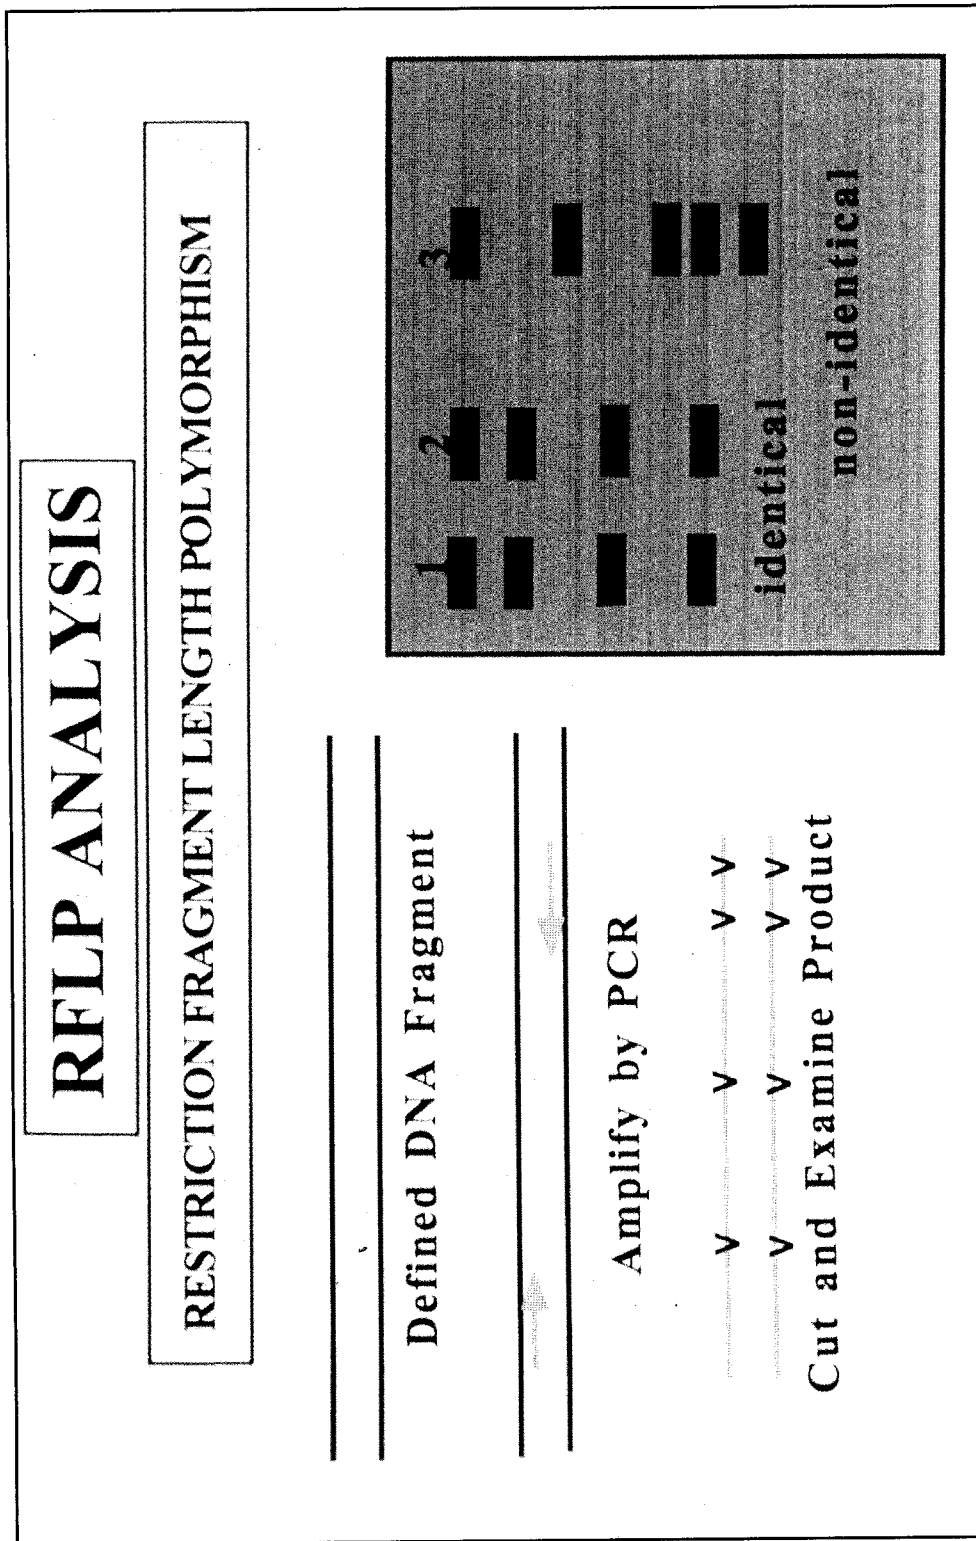 RFLP ANALYSIS
RESTRICTION FRAGMENT LENGTH POLYMORPHISM
Defined DNA Fragment
Amplify by PCR
v v v v
v v v v
Cut and Examine Product
1 2 3
identical
non-identical